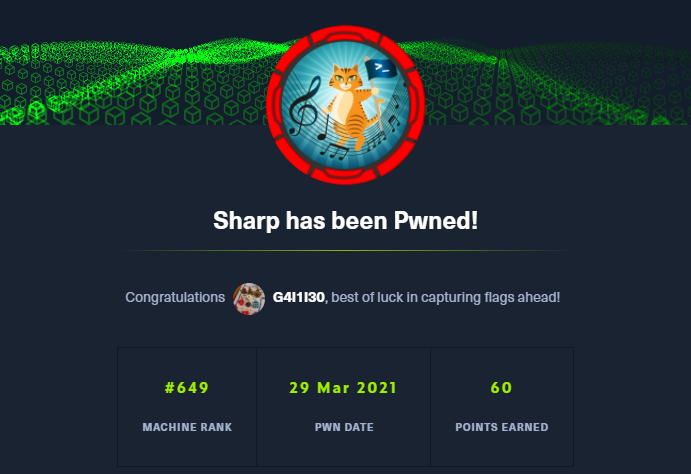 >_
Sharp has been Pwned!
Congratulations G4l1l30, best of luck in capturing flags ahead!
#649 29 Mar 2021 60
MACHINE RANK PWN DATE POINTS EARNED